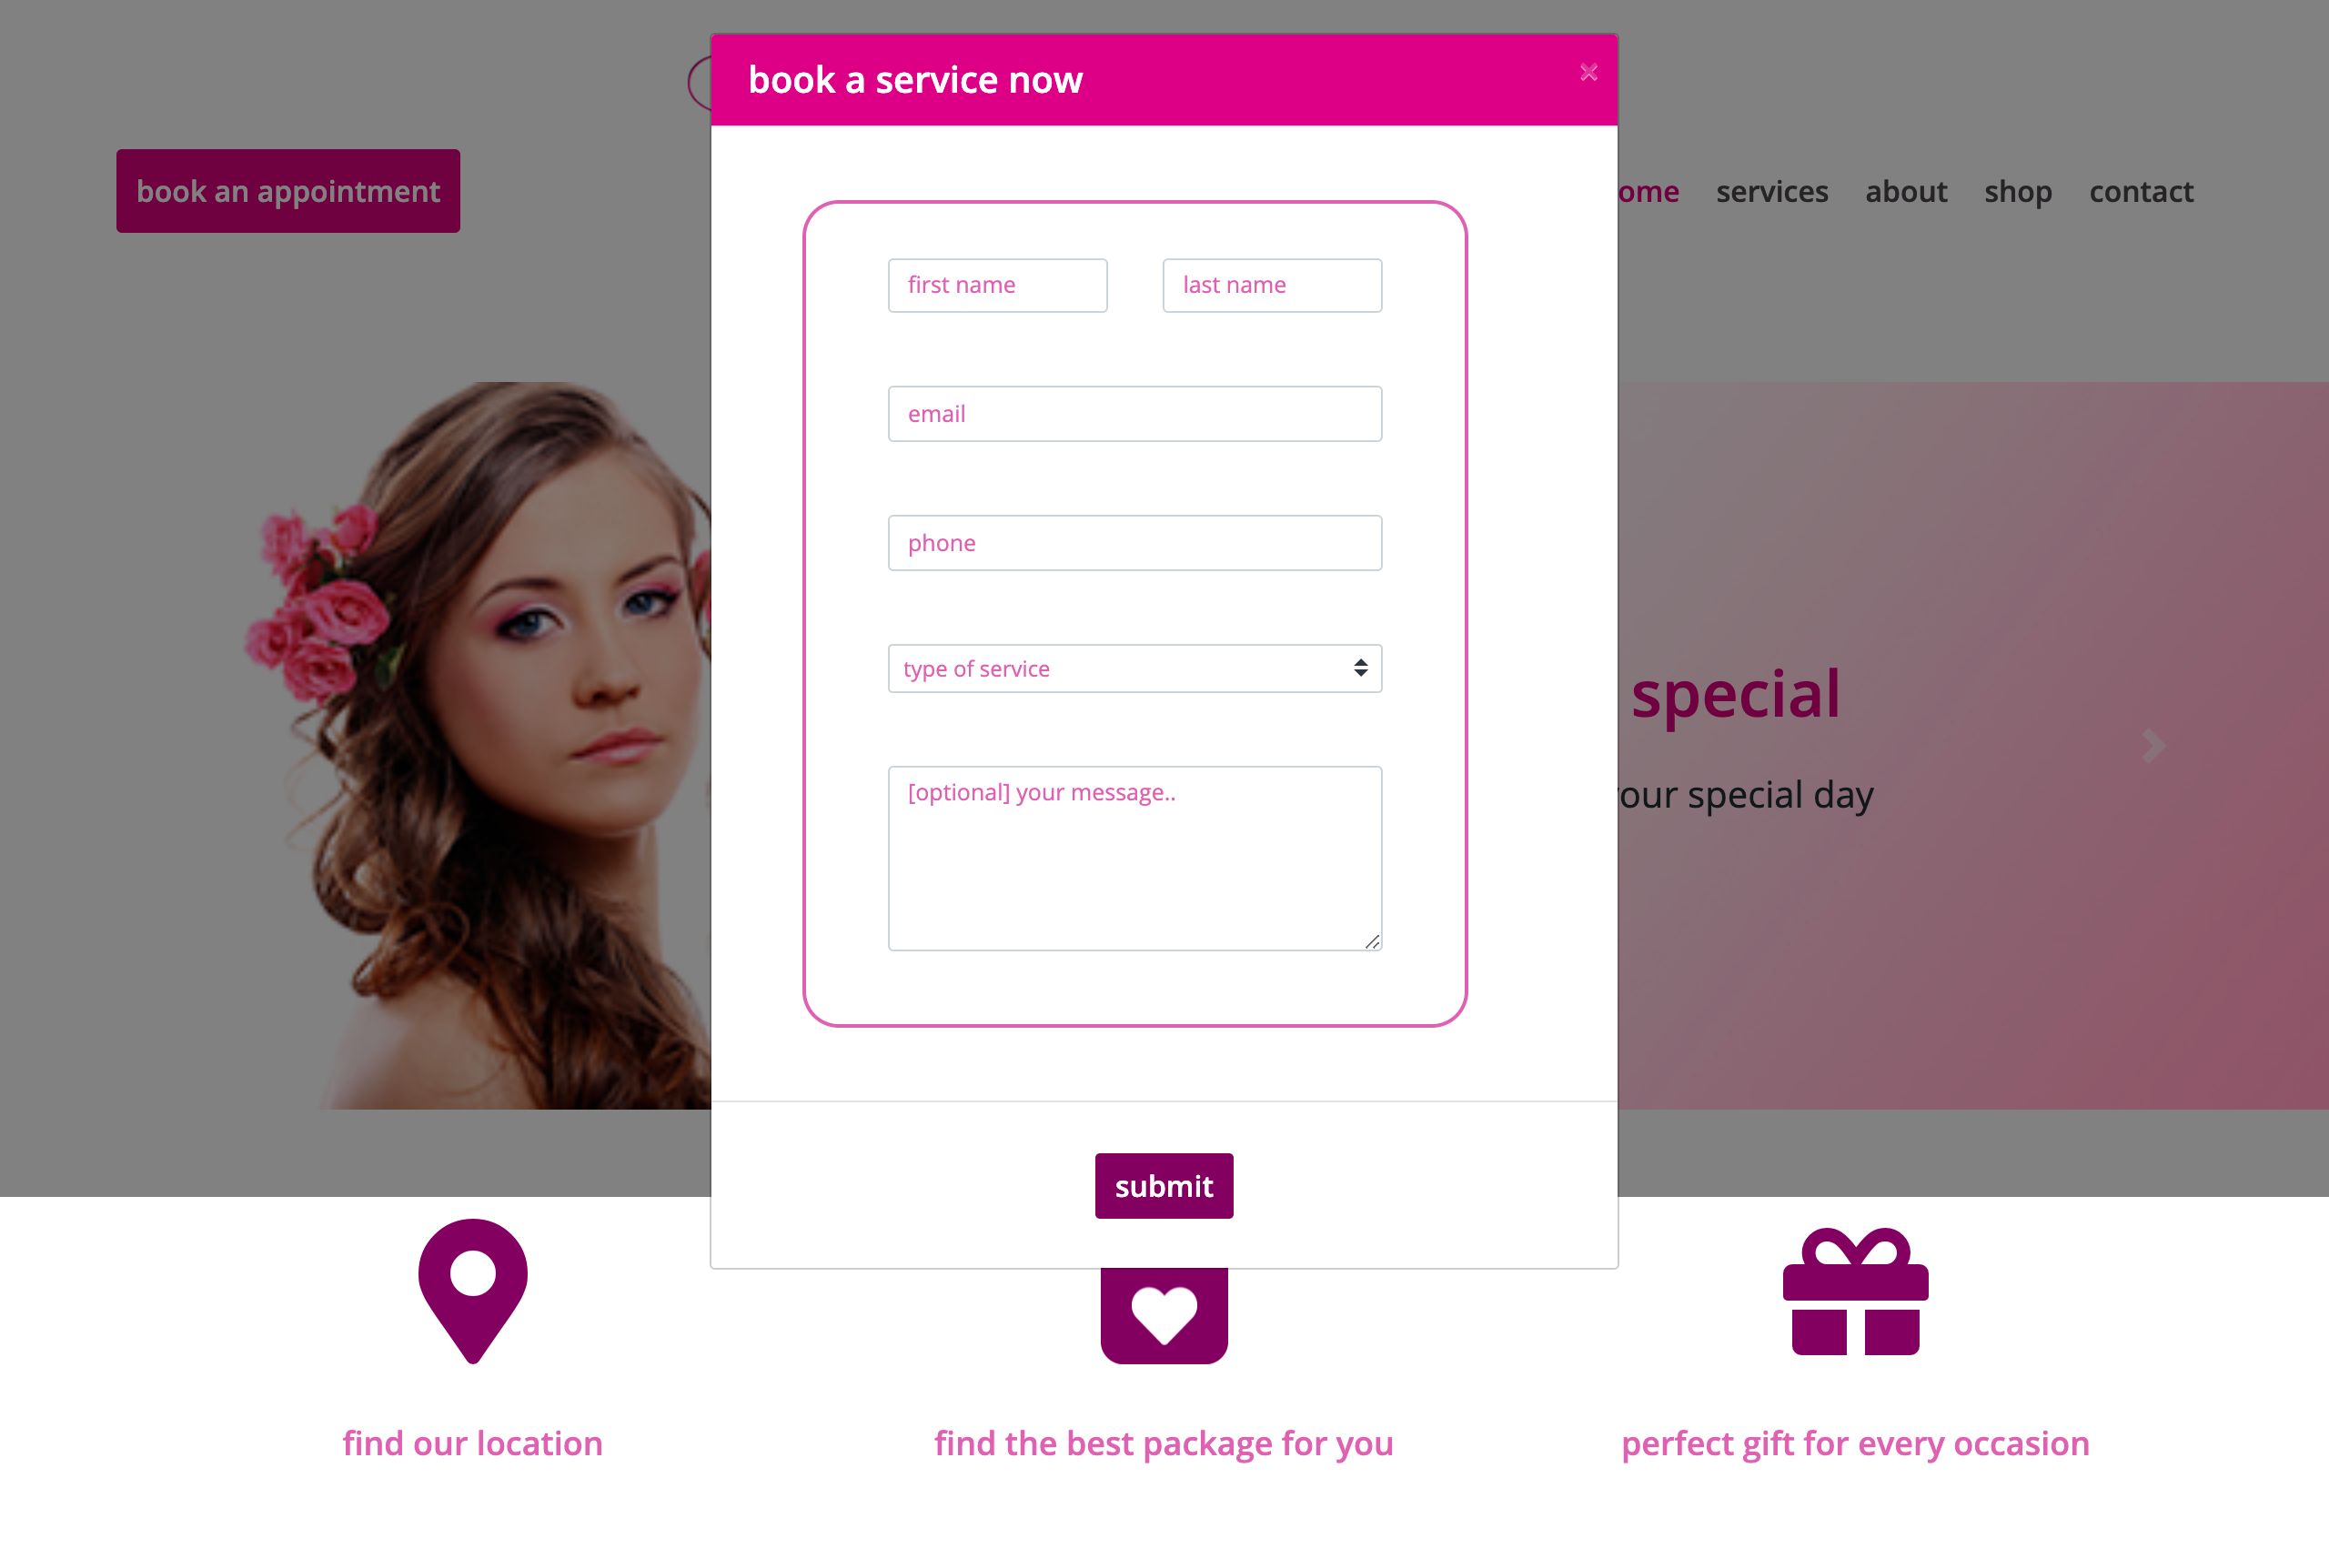 book a service now
×
book an appointment
ome services about shop contact
first name last name
email
phone
type of service
special
[optional] your message..
our special day
submit
find our location
find the best package for you
perfect gift for every occasion